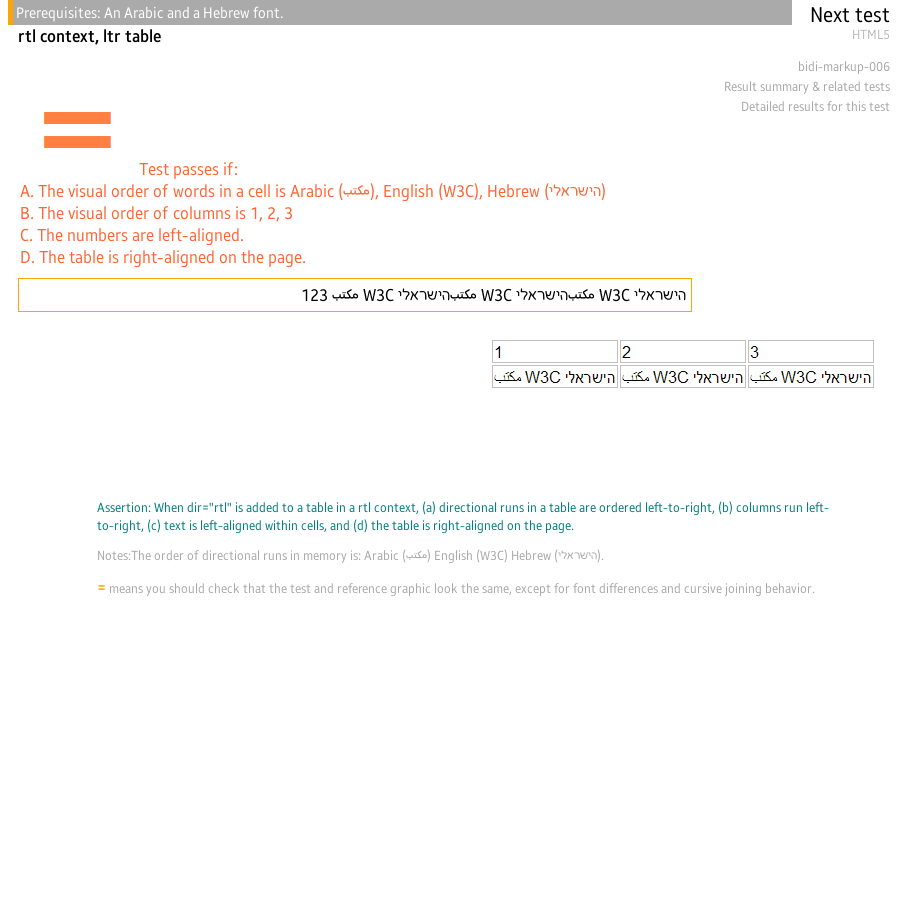 Prerequisites: An Arabic and a Hebrew font.
Next test
rtl context, ltr table
HTML5
bidi-markup-006
Result summary & related tests
Detailed results for this test
=
Test passes if:
A. The visual order of words in a cell is Arabic (مكتب), English (W3C), Hebrew (הישראלי)
B. The visual order of columns is 1, 2, 3
C. The numbers are left-aligned.
D. The table is right-aligned on the page.
123 مكتب W3C הישראליمكتب W3C הישראליمكتب W3C הישראלי
1 2 3
مكتب W3C הישראלי مكتب W3C הישראלי مكتب W3C הישראלי
Assertion: When dir="rtl" is added to a table in a rtl context, (a) directional runs in a table are ordered left-to-right, (b) columns run left-
to-right, (c) text is left-aligned within cells, and (d) the table is right-aligned on the page.
Notes:The order of directional runs in memory is: Arabic (مكتب) English (W3C) Hebrew (הישראלי).
= means you should check that the test and reference graphic look the same, except for font differences and cursive joining behavior.